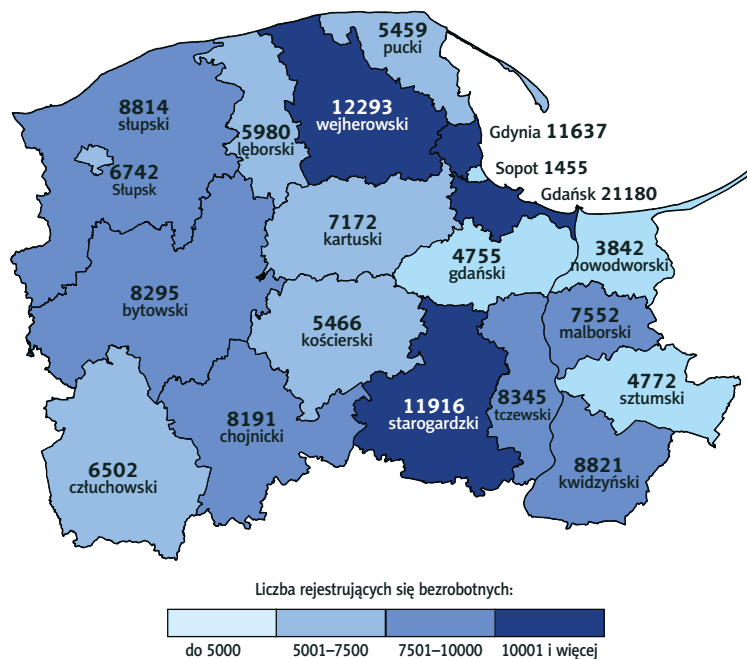 5459
pucki
12293
wejherowski
8814
słupski
5980
lęborski
Gdynia 11637
Sopot 1455
Gdańsk 21180
6742
Słupsk
7172
kartuski
4755
gdański
3842
nowodworski
8295
bytowski
5466
kościerski
7552
malborski
4772
sztumski
8345
tczewski
11916
starogardzki
8191
chojnicki
6502
człuchowski
8821
kwidzyński
Liczba rejestrujących się bezrobotnych:
do 5000 5001–7500 7501–10000 10001 i więcej